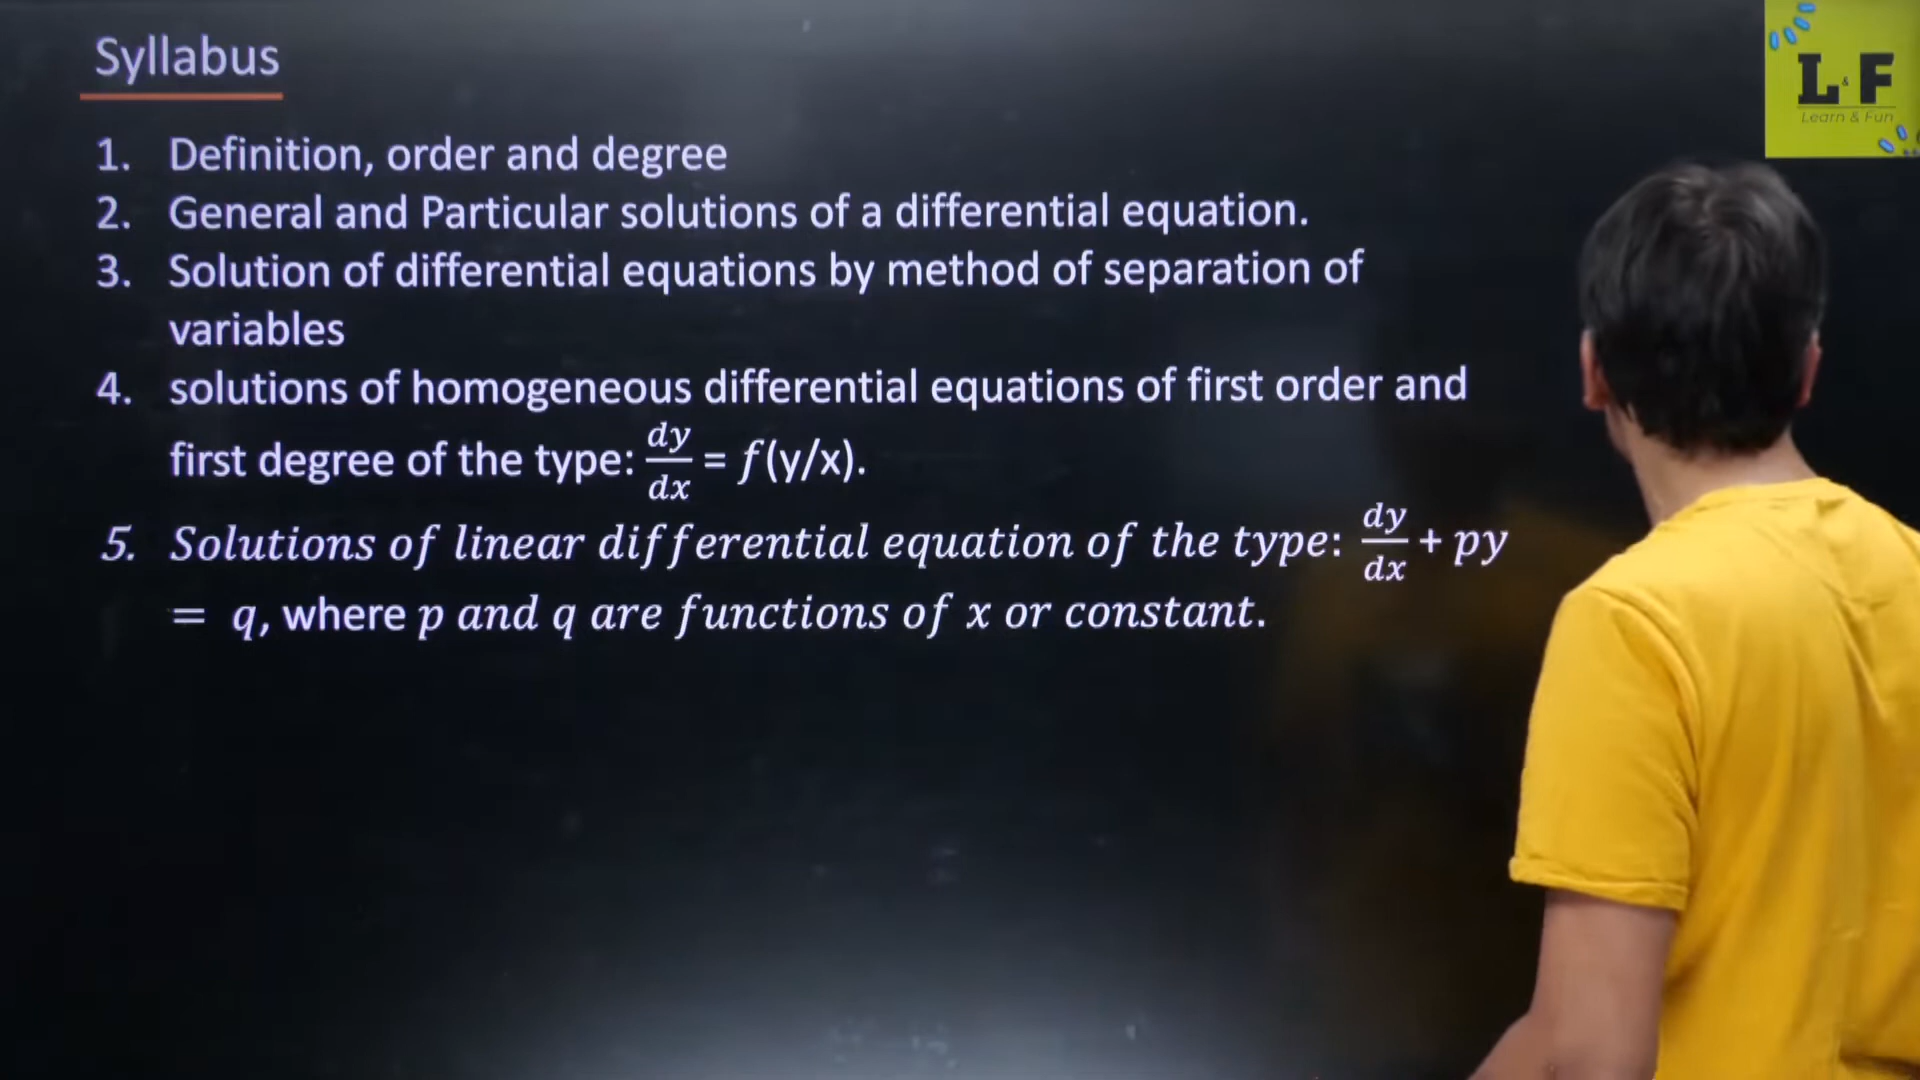 Syllabus
1. Definition, order and degree
2. General and Particular solutions of a differential equation.
3. Solution of differential equations by method of separation of
variables
4. solutions of homogeneous differential equations of first order and
first degree of the type: dy/dx = f(y/x).
5. Solutions of linear differential equation of the type: dy/dx + py
= q, where p and q are functions of x or constant.
L & F
Learn & Fun